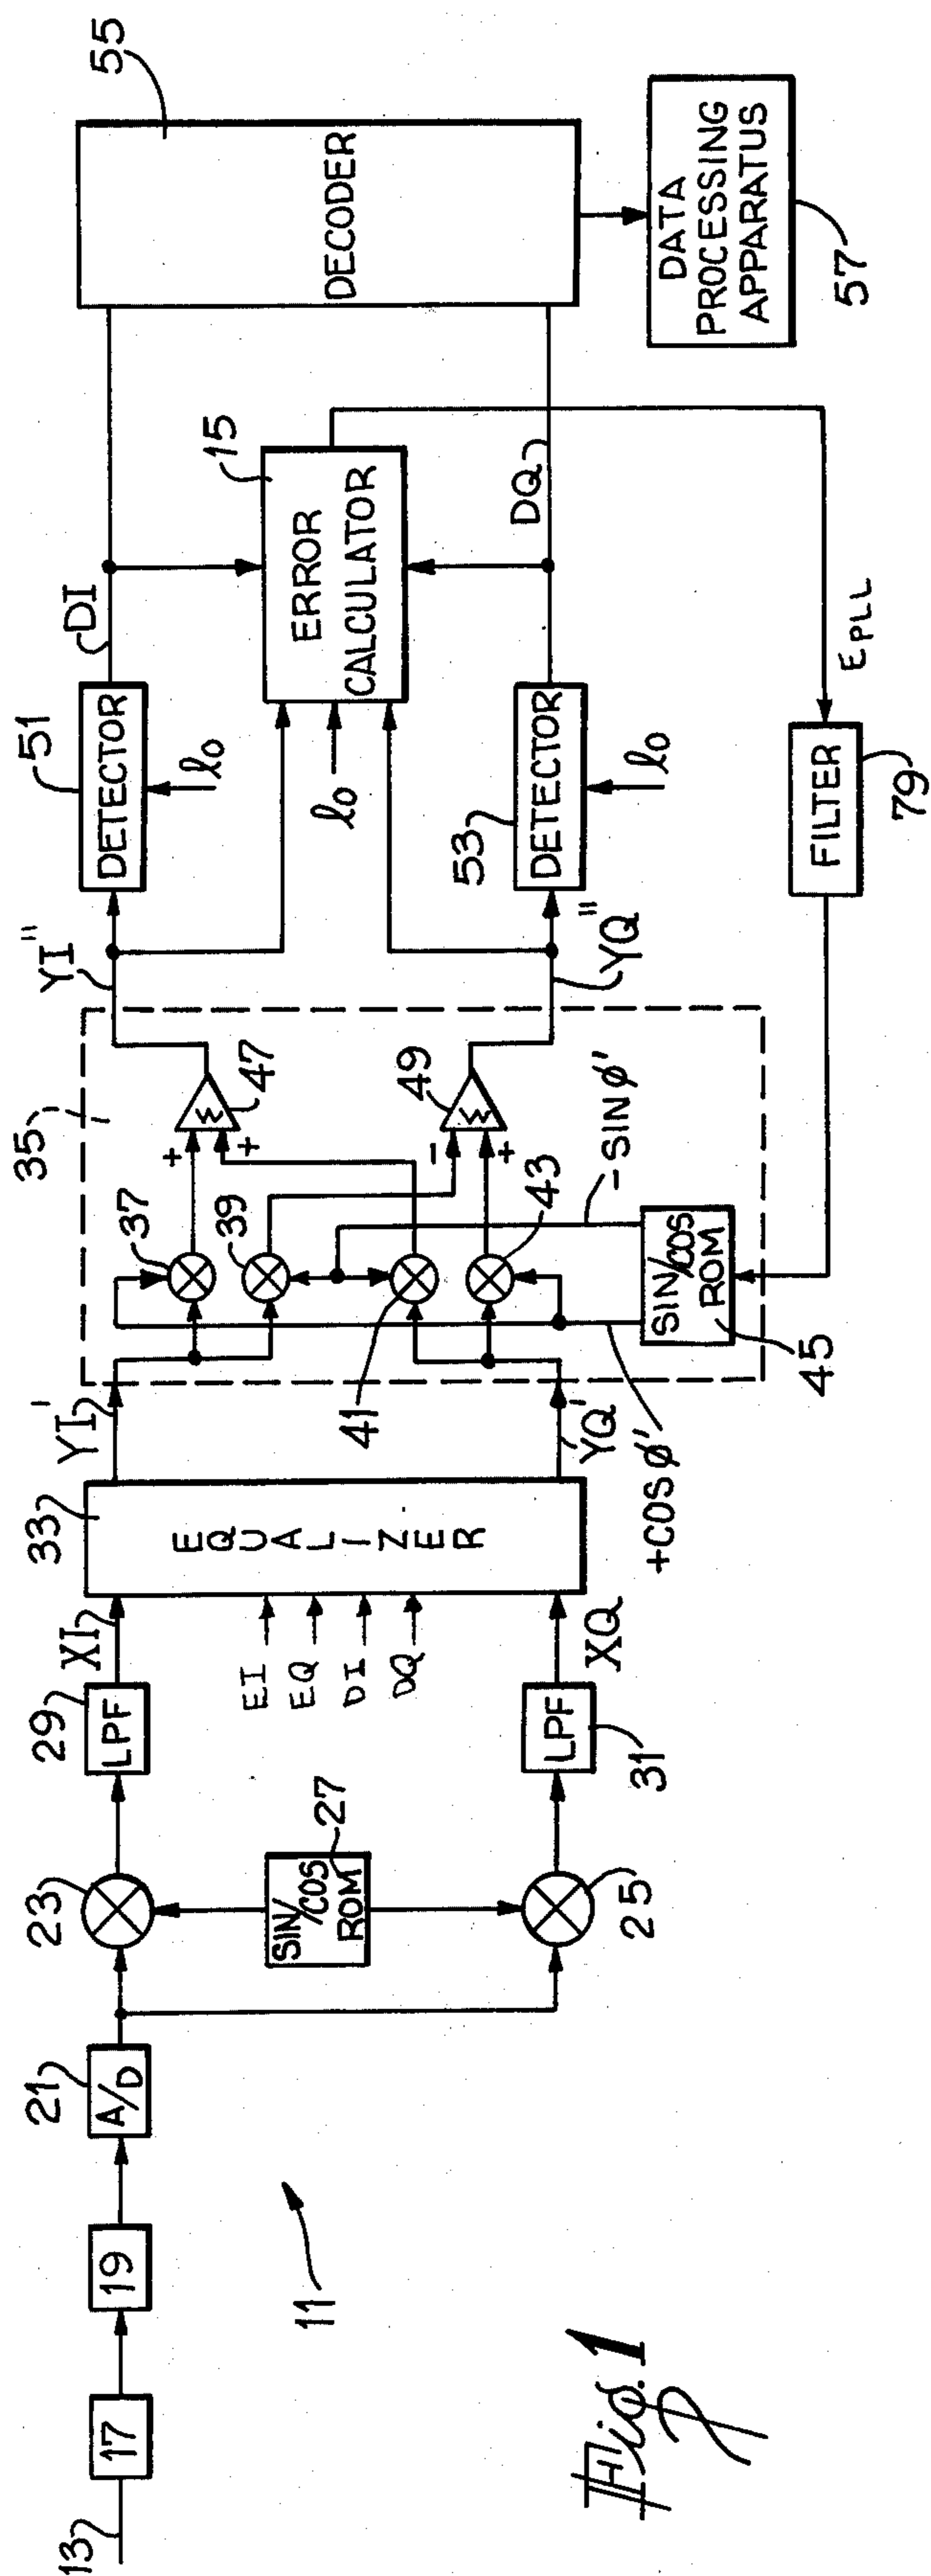 13
17
19
21
A/D
11
23
25
SIN/COS
ROM
27
29
LPF
31
LPF
XI
XQ
EI
EQ
DI
DQ
33
EQUALIZER
YI'
YQ'
35
37
39
41
43
+COS ø'
-SIN ø'
SIN/COS
ROM
45
+
+
47
-
+
49
YI"
YQ"
51
DETECTOR
lo
53
DETECTOR
lo
lo
DI
DQ
15
ERROR
CALCULATOR
EPLL
FILTER
79
55
DECODER
DATA
PROCESSING
APPARATUS
57
Fig. 1